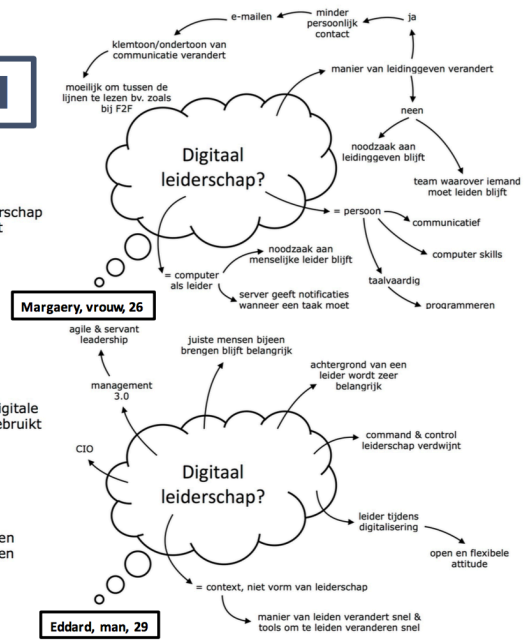 minder
persoonlijk
contact
e-mailen
ja
klemtoon/ondertoon van
communicatie verandert
manier van leidinggeven verandert
moeilijk om tussen de
lijnen te lezen bv. zoals
bij F2F
neen
noodzaak aan
leidinggeven blijft
team waarover iemand
moet leiden blijft
Digitaal
leiderschap?
= persoon
communicatief
computer skills
taalvaardig
programmeren
noodzaak aan
menselijke leider blijft
= computer
als leider
server geeft notificaties
wanneer een taak moet
Margaery, vrouw, 26
agile & servant
leadership
management
3.0
juiste mensen bijeen
brengen blijft belangrijk
achtergrond van een
leider wordt zeer
belangrijk
CIO
command & control
leiderschap verdwijnt
Digitaal
leiderschap?
leider tijdens
digitalisering
open en flexibele
attitude
= context, niet vorm van leiderschap
manier van leiden verandert snel &
tools om te leiden veranderen snel
Eddard, man, 29